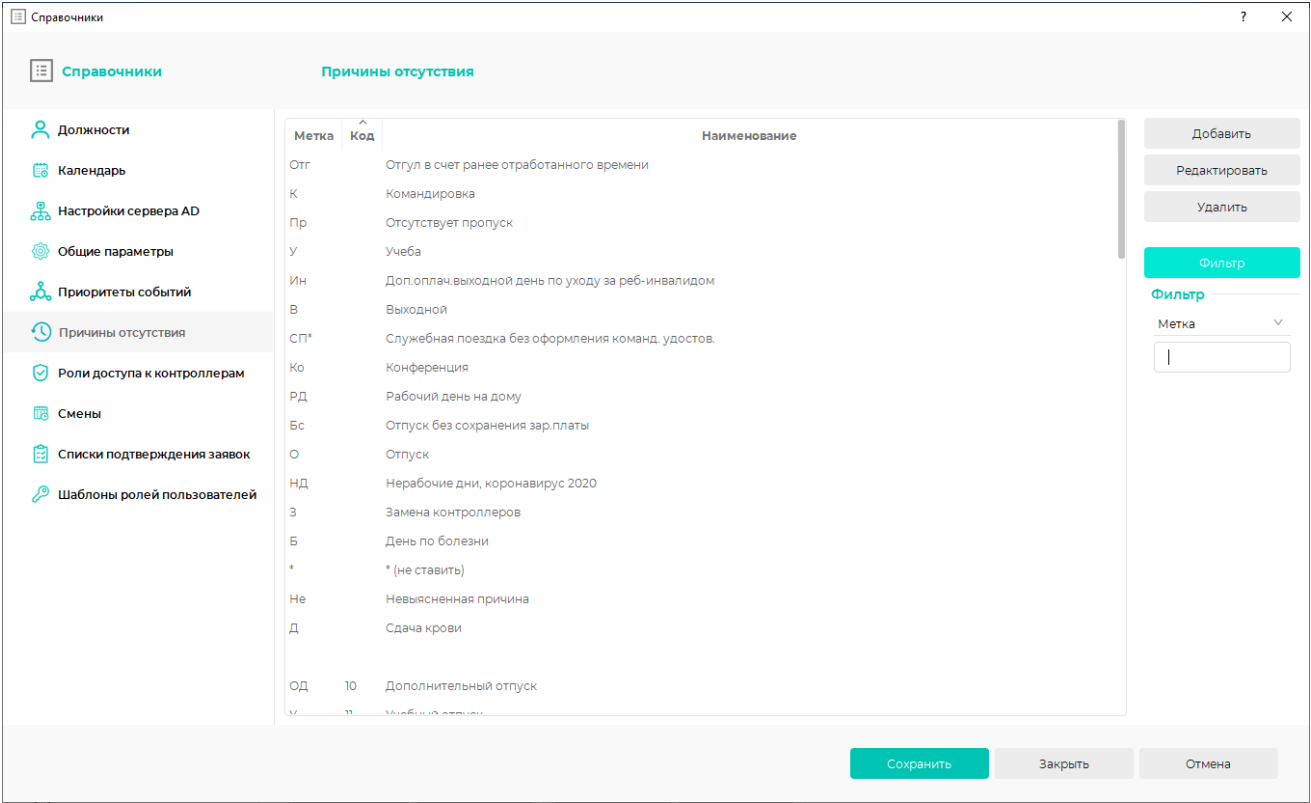 Справочники
?
Справочники
Причины отсутствия
Должности
Календарь
Настройки сервера AD
Общие параметры
Приоритеты событий
Причины отсутствия
Роли доступа к контроллерам
Смены
Списки подтверждения заявок
Шаблоны ролей пользователей
Метка Код Наименование
Отг Отгул в счет ранее отработанного времени
К Командировка
Пр Отсутствует пропуск
У Учеба
Ин Доп.оплач.выходной день по уходу за реб-инвалидом
В Выходной
СП* Служебная поездка без оформления команд. удостов.
Ко Конференция
РД Рабочий день на дому
Бс Отпуск без сохранения зар.платы
О Отпуск
НД Нерабочие дни, коронавирус 2020
З Замена контроллеров
Б День по болезни
* * (не ставить)
Не Невыясненная причина
Д Сдача крови
ОД 10 Дополнительный отпуск
У 11 Учебный отпуск
Добавить
Редактировать
Удалить
Фильтр
Фильтр
Метка
Сохранить
Закрыть
Отмена